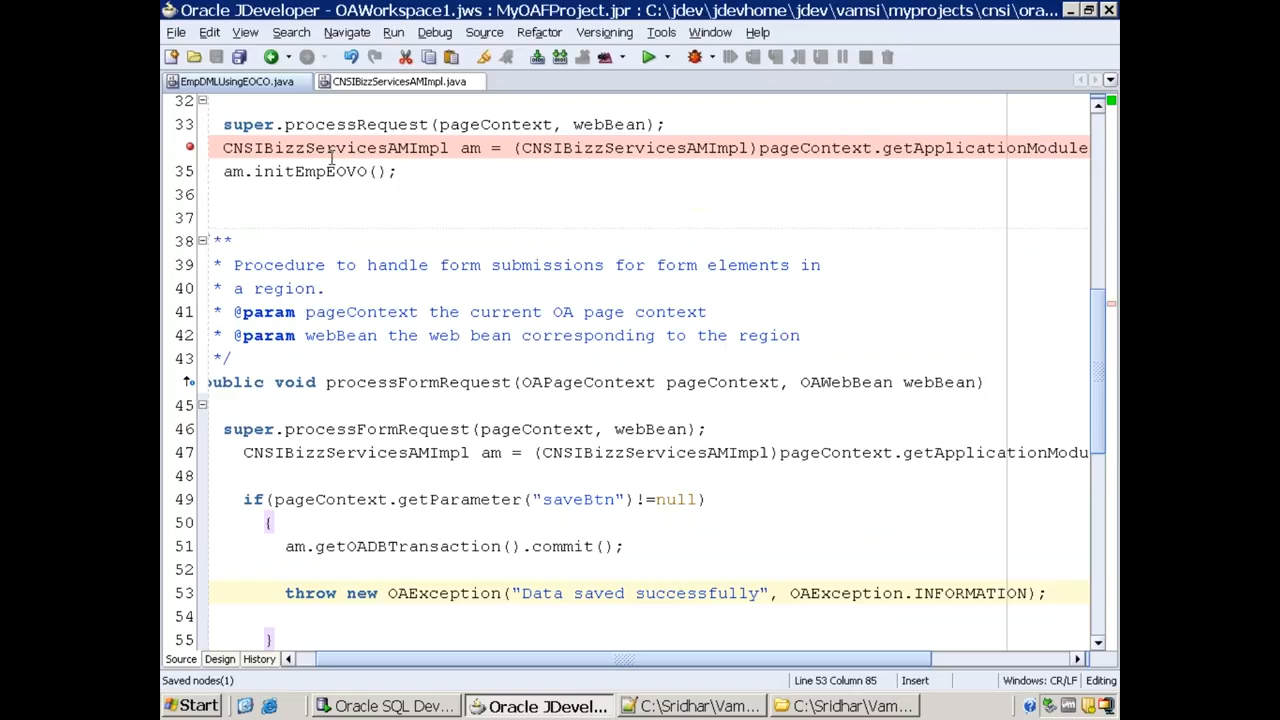 Oracle JDeveloper - OAWorkspace1.jws : MyOAFProject.jpr : C:\jdev\jdevhome\jdev\vamsi\myprojects\cnsi\ora...
File Edit View Search Navigate Run Debug Source Refactor Versioning Tools Window Help
EmpDMLUsingEOCO.java CNSIBizzServicesAMImpl.java
32
33 super.processRequest(pageContext, webBean);
CNSIBizzServicesAMImpl am = (CNSIBizzServicesAMImpl)pageContext.getApplicationModule
35 am.initEmpEOVO();
36
37
38 **
39 * Procedure to handle form submissions for form elements in
40 * a region.
41 * @param pageContext the current OA page context
42 * @param webBean the web bean corresponding to the region
43 */
public void processFormRequest(OAPageContext pageContext, OAWebBean webBean)
45
46 super.processFormRequest(pageContext, webBean);
47 CNSIBizzServicesAMImpl am = (CNSIBizzServicesAMImpl)pageContext.getApplicationModu
48
49 if(pageContext.getParameter("saveBtn")!=null)
50 {
51 am.getOADBTransaction().commit();
52
53 throw new OAException("Data saved successfully", OAException.INFORMATION);
54
55 }
Source Design History
Saved nodes(1) Line 53 Column 85 Insert Windows: CR/LF Editing
Start Oracle SQL Dev... Oracle JDevel... C:\Sridhar\Vam... C:\Sridhar\Vam...